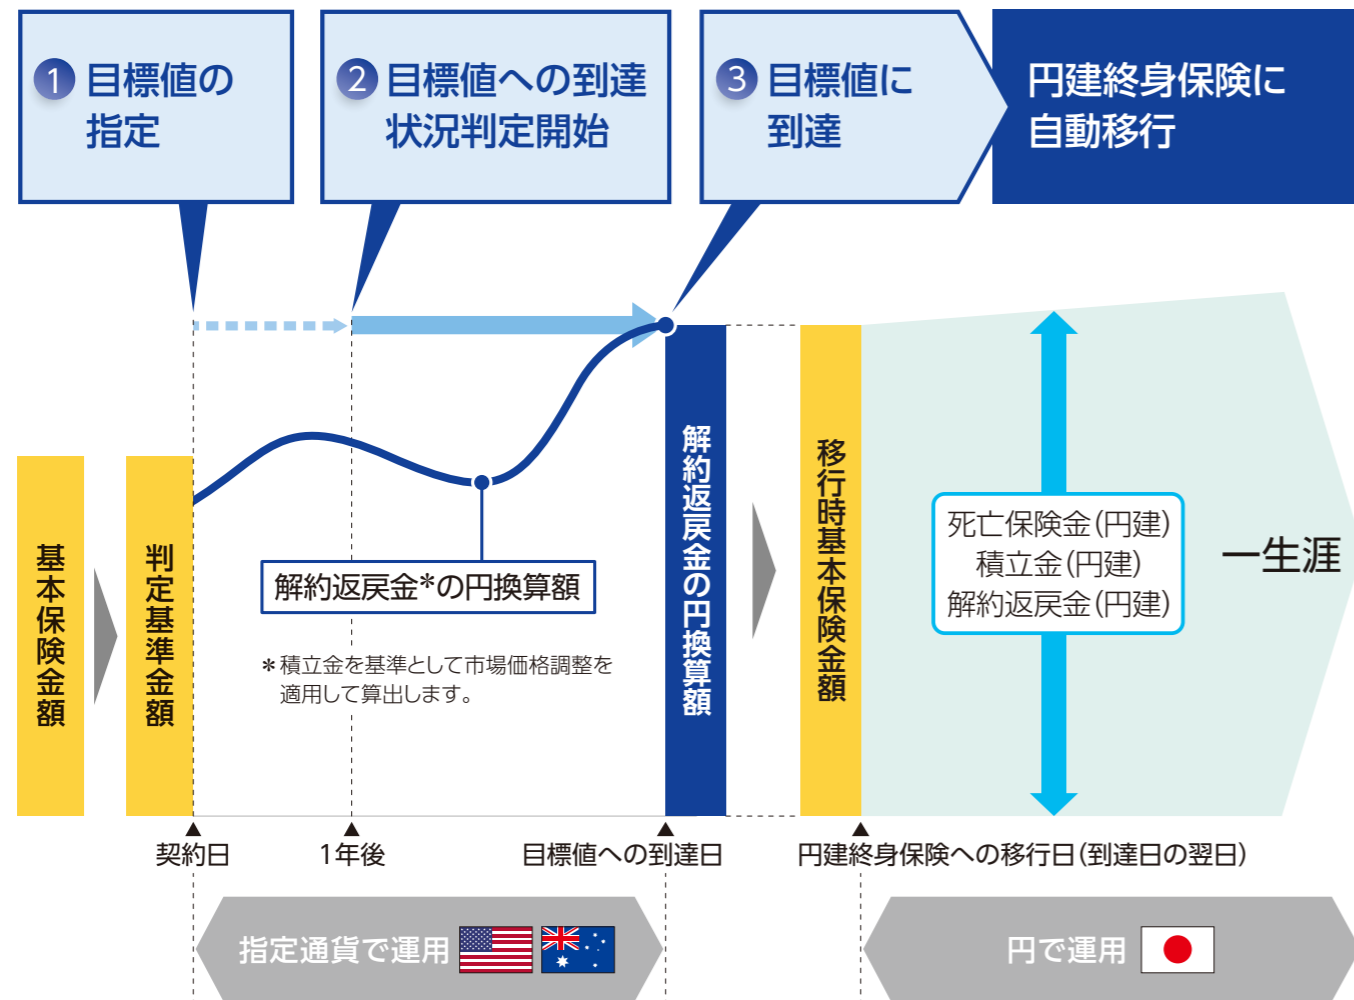 1 目標値の
指定
2 目標値への到達
状況判定開始
3 目標値に
到達
円建終身保険に
自動移行
基本保険金額
判定基準金額
解約返戻金*の円換算額
*積立金を基準として市場価格調整を
適用して算出します。
解約返戻金の円換算額
移行時基本保険金額
死亡保険金(円建)
積立金(円建)
解約返戻金(円建)
一生涯
契約日
1年後
目標値への到達日
円建終身保険への移行日(到達日の翌日)
指定通貨で運用
円で運用